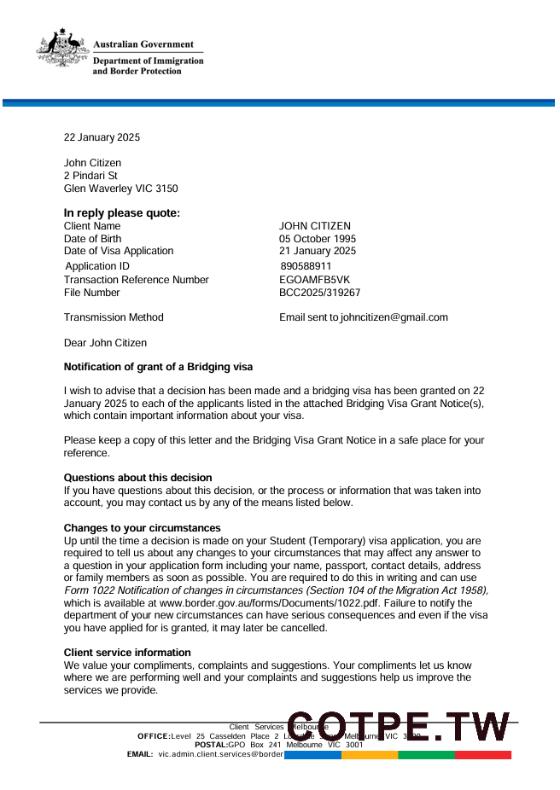 Australian Government
Department of Immigration
and Border Protection
22 January 2025
John Citizen
2 Pindari St
Glen Waverley VIC 3150
In reply please quote:
Client Name JOHN CITIZEN
Date of Birth 05 October 1995
Date of Visa Application 21 January 2025
Application ID 890588911
Transaction Reference Number EGOAMFB5VK
File Number BCC2025/319267
Transmission Method Email sent to johncitizen@gmail.com
Dear John Citizen
Notification of grant of a Bridging visa
I wish to advise that a decision has been made and a bridging visa has been granted on 22
January 2025 to each of the applicants listed in the attached Bridging Visa Grant Notice(s),
which contain important information about your visa.
Please keep a copy of this letter and the Bridging Visa Grant Notice in a safe place for your
reference.
Questions about this decision
If you have questions about this decision, or the process or information that was taken into
account, you may contact us by any of the means listed below.
Changes to your circumstances
Up until the time a decision is made on your Student (Temporary) visa application, you are
required to tell us about any changes to your circumstances that may affect any answer to
a question in your application form including your name, passport, contact details, address
or family members as soon as possible. You are required to do this in writing and can use
Form 1022 Notification of changes in circumstances (Section 104 of the Migration Act 1958),
which is available at www.border.gov.au/forms/Documents/1022.pdf. Failure to notify the
department of your new circumstances can have serious consequences and even if the visa
you have applied for is granted, it may later be cancelled.
Client service information
We value your compliments, complaints and suggestions. Your compliments let us know
where we are performing well and your complaints and suggestions help us improve the
services we provide.
Client Services Melbourne
OFFICE:Level 25 Casselden Place 2 Melbourne VIC
POSTAL:GPO Box 241 Melbourne VIC 3001
EMAIL: vic.admin.client.services@border
COTPE.TW